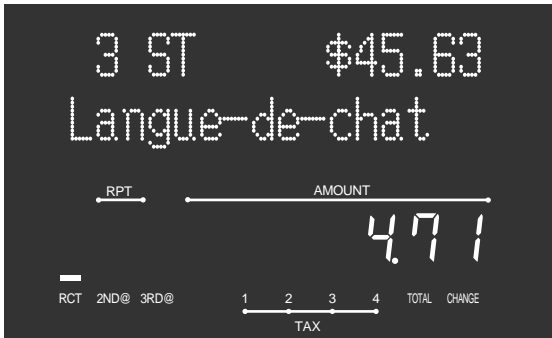 3 ST $45.63
Langue-de-chat
RPT AMOUNT
4.71
RCT 2ND@ 3RD@ 1 2 3 4 TOTAL CHANGE
TAX